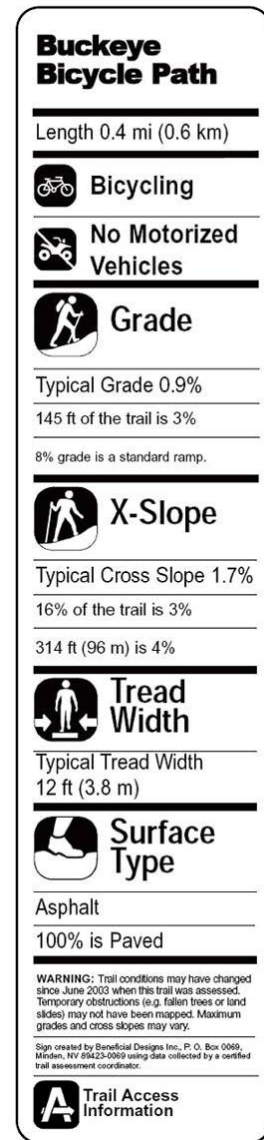 Buckeye
Bicycle Path
Length 0.4 mi (0.6 km)
Bicycling
No Motorized
Vehicles
Grade
Typical Grade 0.9%
145 ft of the trail is 3%
8% grade is a standard ramp.
X-Slope
Typical Cross Slope 1.7%
16% of the trail is 3%
314 ft (96 m) is 4%
Tread
Width
Typical Tread Width
12 ft (3.8 m)
Surface
Type
Asphalt
100% is Paved
WARNING: Trail conditions may have changed
since June 2003 when this trail was assessed.
Temporary obstructions (e.g. fallen trees or land
slides) may not have been mapped. Maximum
grades and cross slopes may vary.
Sign created by Beneficial Designs Inc., P. O. Box 0069,
Minden, NV 89423-0069 using data collected by a certified
trail assessment coordinator.
Trail Access
Information